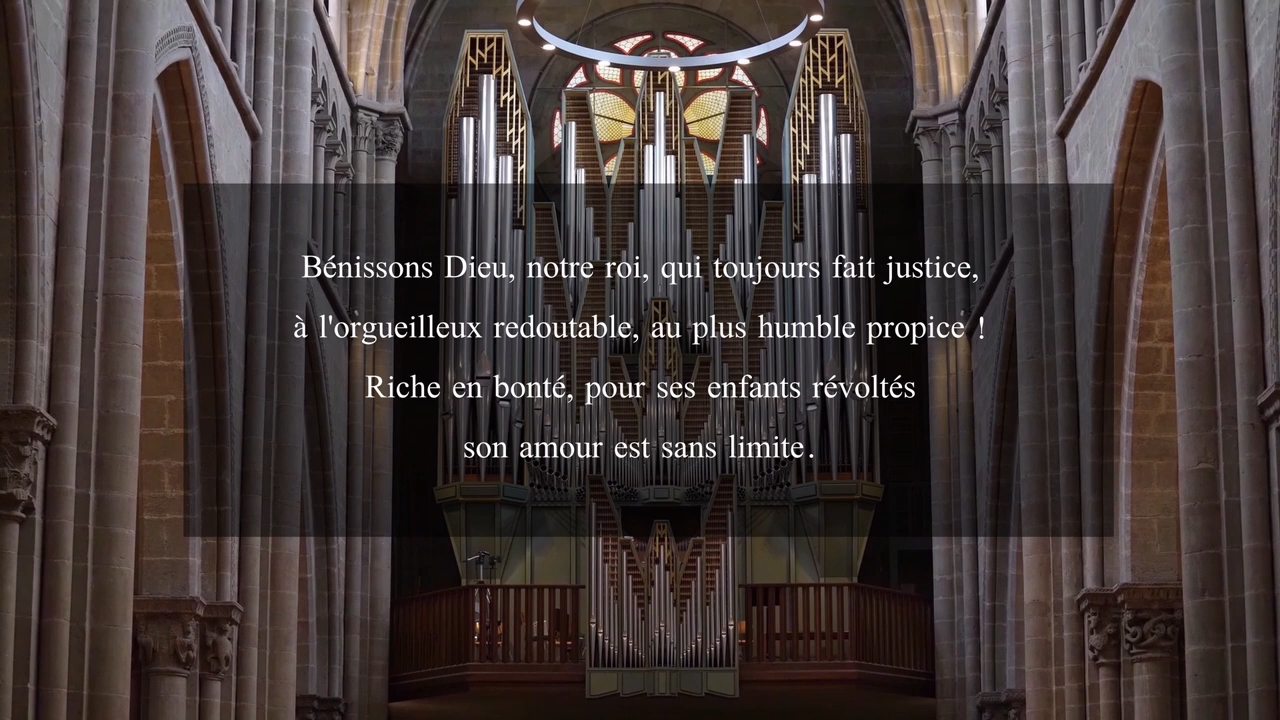 Bénissons Dieu, notre roi, qui toujours fait justice,
à l'orgueilleux redoutable, au plus humble propice !
Riche en bonté, pour ses enfants révoltés
son amour est sans limite.